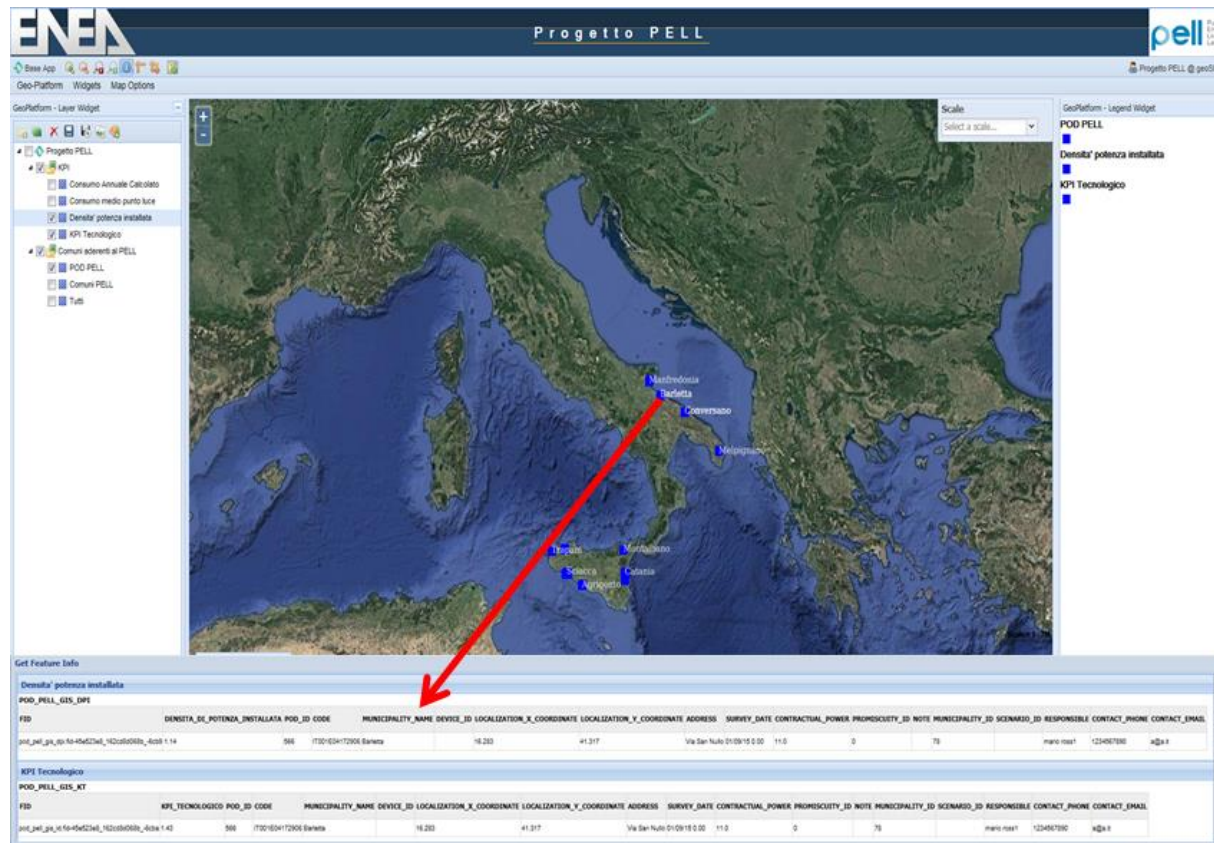 ENEA
Progetto PELL
pell
Base App
Progetto PELL @ geoS
Geo-Platform Widgets Map Options
GeoPlatform - Layer Widget
Progetto PELL
KPI
Consumo Annuale Calcolato
Consumo medio punto luce
Densita' potenza installata
KPI Tecnologico
Comuni aderenti al PELL
POD PELL
Comuni PELL
Tutti
+
-
Scale
Select a scale...
Manfredonia
Barletta
Conversano
Melpignano
Trapani
Montalbano
Sciacca
Catania
Agrigento
GeoPlatform - Legend Widget
POD PELL
Densita' potenza installata
KPI Tecnologico
Get Feature Info
Densita' potenza installata
POD_PELL_GIS_DPI
FID DENSITA_DI_POTENZA_INSTALLATA POD_ID CODE MUNICIPALITY_NAME DEVICE_ID LOCALIZATION_X_COORDINATE LOCALIZATION_Y_COORDINATE ADDRESS SURVEY_DATE CONTRACTUAL_POWER PROMISCUITY_ID NOTE MUNICIPALITY_ID SCENARIO_ID RESPONSIBLE CONTACT_PHONE CONTACT_EMAIL
1.14 566 IT001E04172906 Barletta 16.283 41.317 Via San Nullo 01/09/15 0.00 11.0 0 78 mario rossi1 1234567890 a@a.it
KPI Tecnologico
POD_PELL_GIS_KT
FID KPI_TECNOLOGICO POD_ID CODE MUNICIPALITY_NAME DEVICE_ID LOCALIZATION_X_COORDINATE LOCALIZATION_Y_COORDINATE ADDRESS SURVEY_DATE CONTRACTUAL_POWER PROMISCUITY_ID NOTE MUNICIPALITY_ID SCENARIO_ID RESPONSIBLE CONTACT_PHONE CONTACT_EMAIL
1.43 566 IT001E04172906 Barletta 16.283 41.317 Via San Nullo 01/09/15 0.00 11.0 0 78 mario rossi1 1234567890 a@a.it